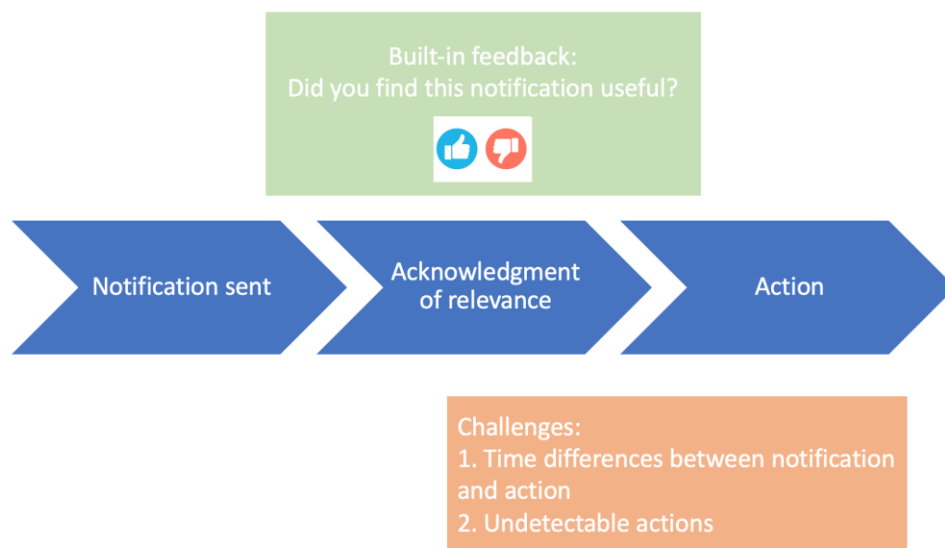 Built-in feedback:
Did you find this notification useful?
Notification sent
Acknowledgment
of relevance
Action
Challenges:
1. Time differences between notification
and action
2. Undetectable actions